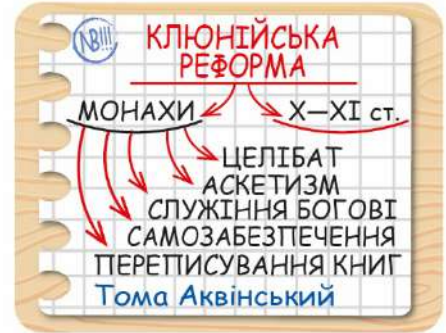 NB!!!
КЛЮНІЙСЬКА
РЕФОРМА
МОНАХИ X–XI ст.
ЦЕЛІБАТ
АСКЕТИЗМ
СЛУЖІННЯ БОГОВІ
САМОЗАБЕЗПЕЧЕННЯ
ПЕРЕПИСУВАННЯ КНИГ
Тома Аквінський